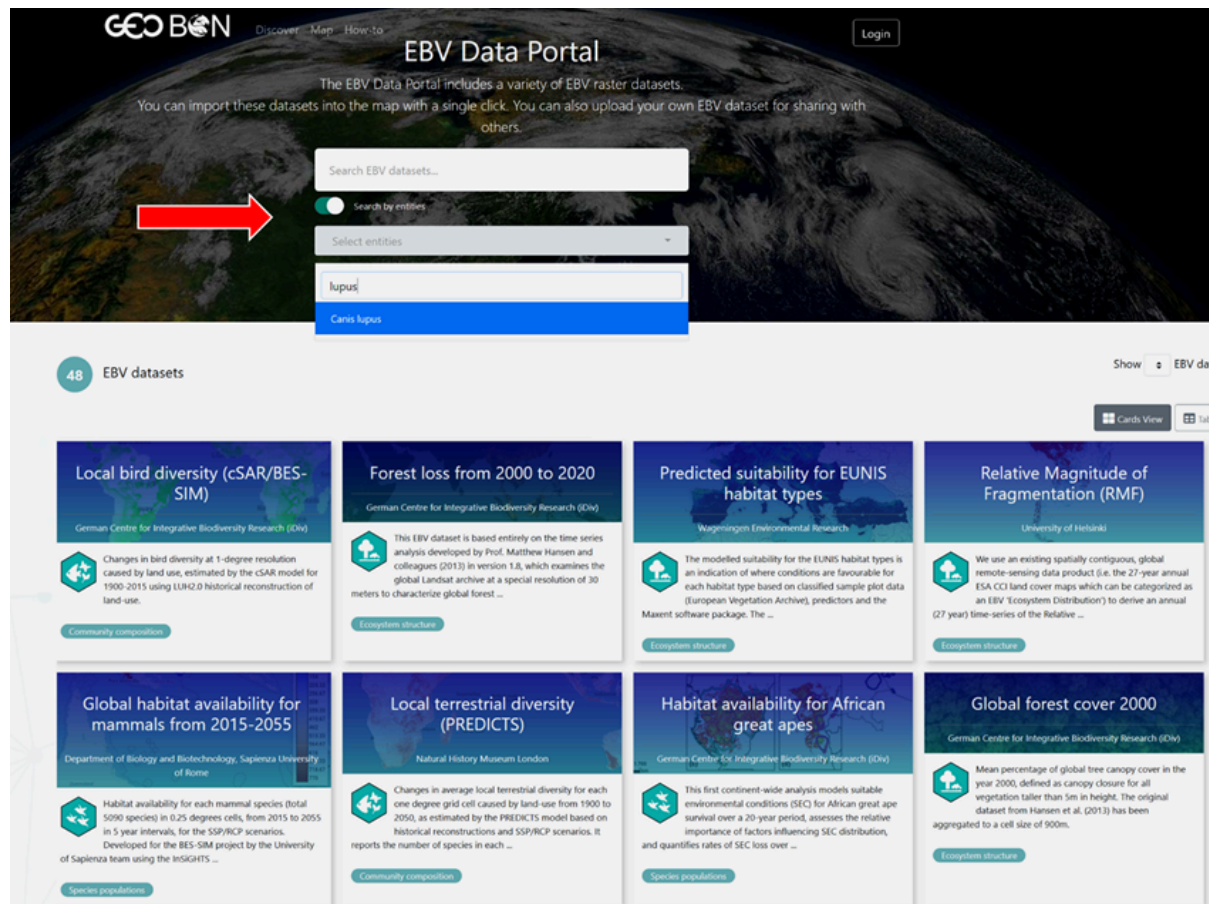 GEO BON
Discover Map How-to
Login
EBV Data Portal
The EBV Data Portal includes a variety of EBV raster datasets.
You can import these datasets into the map with a single click. You can also upload your own EBV dataset for sharing with
others.
Search EBV datasets...
Search by entities
Select entities
lupus
Canis lupus
48 EBV datasets
Show EBV da
Cards View
Tab
Local bird diversity (cSAR/BES-
SIM)
German Centre for Integrative Biodiversity Research (iDiv)
Changes in bird diversity at 1-degree resolution
caused by land use, estimated by the cSAR model for
1900-2015 using LUH2.0 historical reconstruction of
land-use.
Community composition
Forest loss from 2000 to 2020
German Centre for Integrative Biodiversity Research (iDiv)
This EBV dataset is based entirely on the time series
analysis developed by Prof. Matthew Hansen and
colleagues (2013) in version 1.8, which examines the
global Landsat archive at a special resolution of 30
meters to characterize global forest ...
Ecosystem structure
Predicted suitability for EUNIS
habitat types
Wageningen Environmental Research
The modelled suitability for the EUNIS habitat types is
an indication of where conditions are favourable for
each habitat type based on classified sample plot data
(European Vegetation Archive), predictors and the
Maxent software package. The ...
Ecosystem structure
Relative Magnitude of
Fragmentation (RMF)
University of Helsinki
We use an existing spatially contiguous, global
remote-sensing data product (i.e. the 27-year annual
ESA CCI land cover maps which can be categorized as
an EBV 'Ecosystem Distribution') to derive an annual
(27 year) time-series of the Relative ...
Ecosystem structure
Global habitat availability for
mammals from 2015-2055
Department of Biology and Biotechnology, Sapienza University
of Rome
Habitat availability for each mammal species (total
5090 species) in 0.25 degrees cells, from 2015 to 2055
in 5 year intervals, for the SSP/RCP scenarios.
Developed for the BES-SIM project by the University
of Sapienza team using the InSiGHTS ...
Species populations
Local terrestrial diversity
(PREDICTS)
Natural History Museum London
Changes in average local terrestrial diversity for each
one degree grid cell caused by land-use from 1900 to
2050, as estimated by the PREDICTS model based on
historical reconstructions and SSP/RCP scenarios. It
reports the number of species in each ...
Community composition
Habitat availability for African
great apes
German Centre for Integrative Biodiversity Research (iDiv)
This first continent-wide analysis models suitable
environmental conditions (SEC) for African great ape
survival over a 20-year period, assesses the relative
importance of factors influencing SEC distribution,
and quantifies rates of SEC loss over ...
Species populations
Global forest cover 2000
German Centre for Integrative Biodiversity Research (iDiv)
Mean percentage of global tree canopy cover in the
year 2000, defined as canopy closure for all
vegetation taller than 5m in height. The original
dataset from Hansen et al. (2013) has been
aggregated to a cell size of 900m.
Ecosystem structure